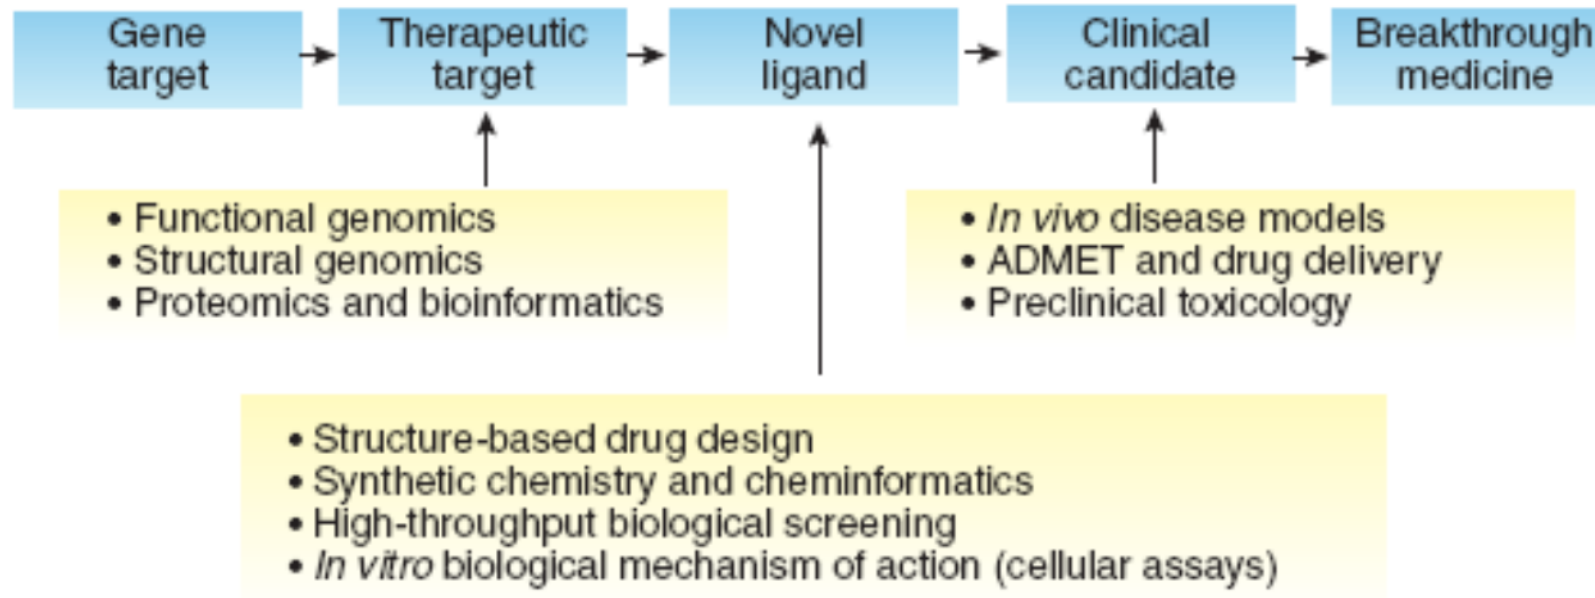 Gene
target
Therapeutic
target
Novel
ligand
Clinical
candidate
Breakthrough
medicine
• Functional genomics
• Structural genomics
• Proteomics and bioinformatics
• In vivo disease models
• ADMET and drug delivery
• Preclinical toxicology
• Structure-based drug design
• Synthetic chemistry and cheminformatics
• High-throughput biological screening
• In vitro biological mechanism of action (cellular assays)